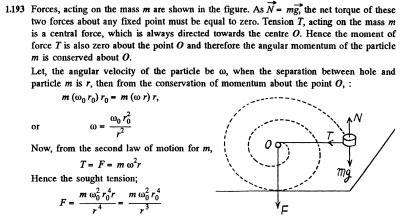 1.193 Forces, acting on the mass m are shown in the figure. As N⃗ = mg⃗, the net torque of these
two forces about any fixed point must be equal to zero. Tension T, acting on the mass m
is a central force, which is always directed towards the centre O. Hence the moment of
force T is also zero about the point O and therefore the angular momentum of the particle
m is conserved about O.
Let, the angular velocity of the particle be ω, when the separation between hole and
particle m is r, then from the conservation of momentum about the point O, :
m (ω₀ r₀) r₀ = m (ω r) r,
or ω = ω₀ r₀² / r²
Now, from the second law of motion for m,
T = F = m ω² r
Hence the sought tension;
F = m ω₀² r₀⁴ r / r⁴ = m ω₀² r₀⁴ / r³
O
T
N
mg
F